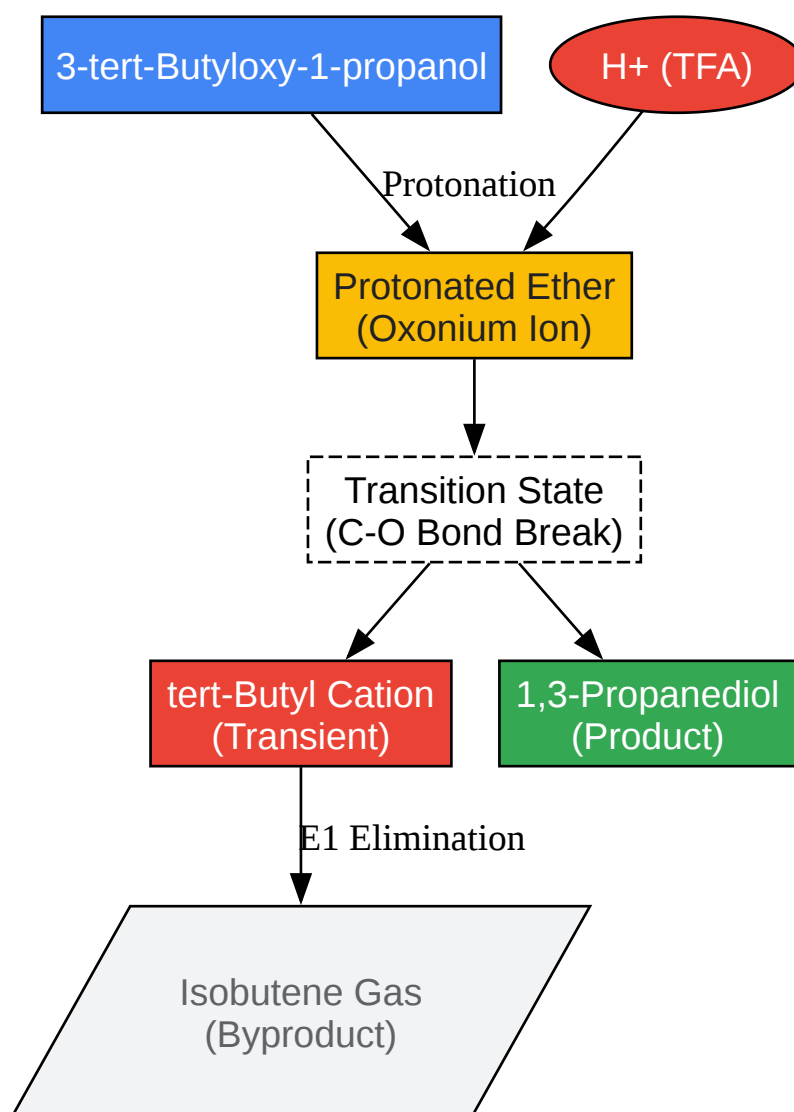 3-tert-Butyloxy-1-propanol
H+ (TFA)
Protonation
Protonated Ether
(Oxonium Ion)
Transition State
(C-O Bond Break)
tert-Butyl Cation
(Transient)
1,3-Propanediol
(Product)
E1 Elimination
Isobutene Gas
(Byproduct)